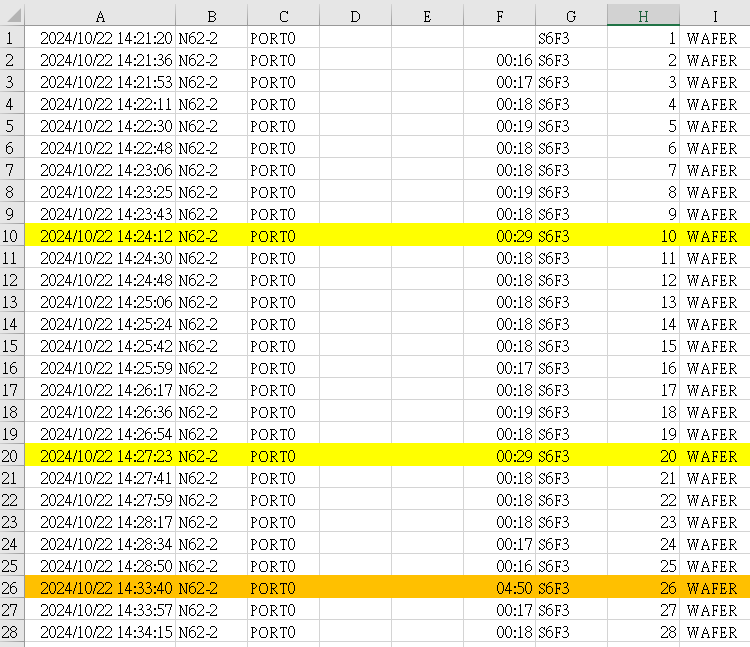 A B C D E F G H I
1 2024/10/22 14:21:20 N62-2 PORT0 S6F3 1 WAFER
2 2024/10/22 14:21:36 N62-2 PORT0 00:16 S6F3 2 WAFER
3 2024/10/22 14:21:53 N62-2 PORT0 00:17 S6F3 3 WAFER
4 2024/10/22 14:22:11 N62-2 PORT0 00:18 S6F3 4 WAFER
5 2024/10/22 14:22:30 N62-2 PORT0 00:19 S6F3 5 WAFER
6 2024/10/22 14:22:48 N62-2 PORT0 00:18 S6F3 6 WAFER
7 2024/10/22 14:23:06 N62-2 PORT0 00:18 S6F3 7 WAFER
8 2024/10/22 14:23:25 N62-2 PORT0 00:19 S6F3 8 WAFER
9 2024/10/22 14:23:43 N62-2 PORT0 00:18 S6F3 9 WAFER
10 2024/10/22 14:24:12 N62-2 PORT0 00:29 S6F3 10 WAFER
11 2024/10/22 14:24:30 N62-2 PORT0 00:18 S6F3 11 WAFER
12 2024/10/22 14:24:48 N62-2 PORT0 00:18 S6F3 12 WAFER
13 2024/10/22 14:25:06 N62-2 PORT0 00:18 S6F3 13 WAFER
14 2024/10/22 14:25:24 N62-2 PORT0 00:18 S6F3 14 WAFER
15 2024/10/22 14:25:42 N62-2 PORT0 00:18 S6F3 15 WAFER
16 2024/10/22 14:25:59 N62-2 PORT0 00:17 S6F3 16 WAFER
17 2024/10/22 14:26:17 N62-2 PORT0 00:18 S6F3 17 WAFER
18 2024/10/22 14:26:36 N62-2 PORT0 00:19 S6F3 18 WAFER
19 2024/10/22 14:26:54 N62-2 PORT0 00:18 S6F3 19 WAFER
20 2024/10/22 14:27:23 N62-2 PORT0 00:29 S6F3 20 WAFER
21 2024/10/22 14:27:41 N62-2 PORT0 00:18 S6F3 21 WAFER
22 2024/10/22 14:27:59 N62-2 PORT0 00:18 S6F3 22 WAFER
23 2024/10/22 14:28:17 N62-2 PORT0 00:18 S6F3 23 WAFER
24 2024/10/22 14:28:34 N62-2 PORT0 00:17 S6F3 24 WAFER
25 2024/10/22 14:28:50 N62-2 PORT0 00:16 S6F3 25 WAFER
26 2024/10/22 14:33:40 N62-2 PORT0 04:50 S6F3 26 WAFER
27 2024/10/22 14:33:57 N62-2 PORT0 00:17 S6F3 27 WAFER
28 2024/10/22 14:34:15 N62-2 PORT0 00:18 S6F3 28 WAFER